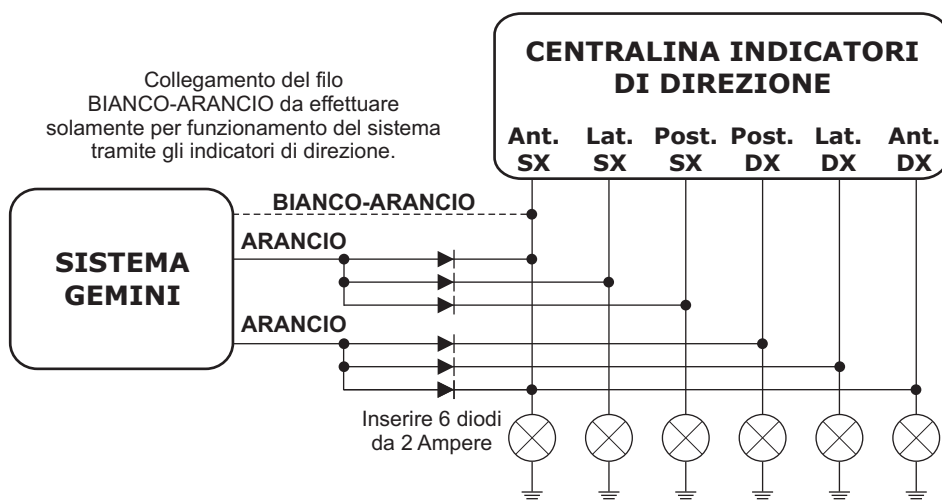 CENTRALINA INDICATORI
DI DIREZIONE
Ant. Lat. Post. Post. Lat. Ant.
SX SX SX DX DX DX
Collegamento del filo
BIANCO-ARANCIO da effettuare
solamente per funzionamento del sistema
tramite gli indicatori di direzione.
BIANCO-ARANCIO
ARANCIO
SISTEMA
GEMINI
ARANCIO
Inserire 6 diodi
da 2 Ampere